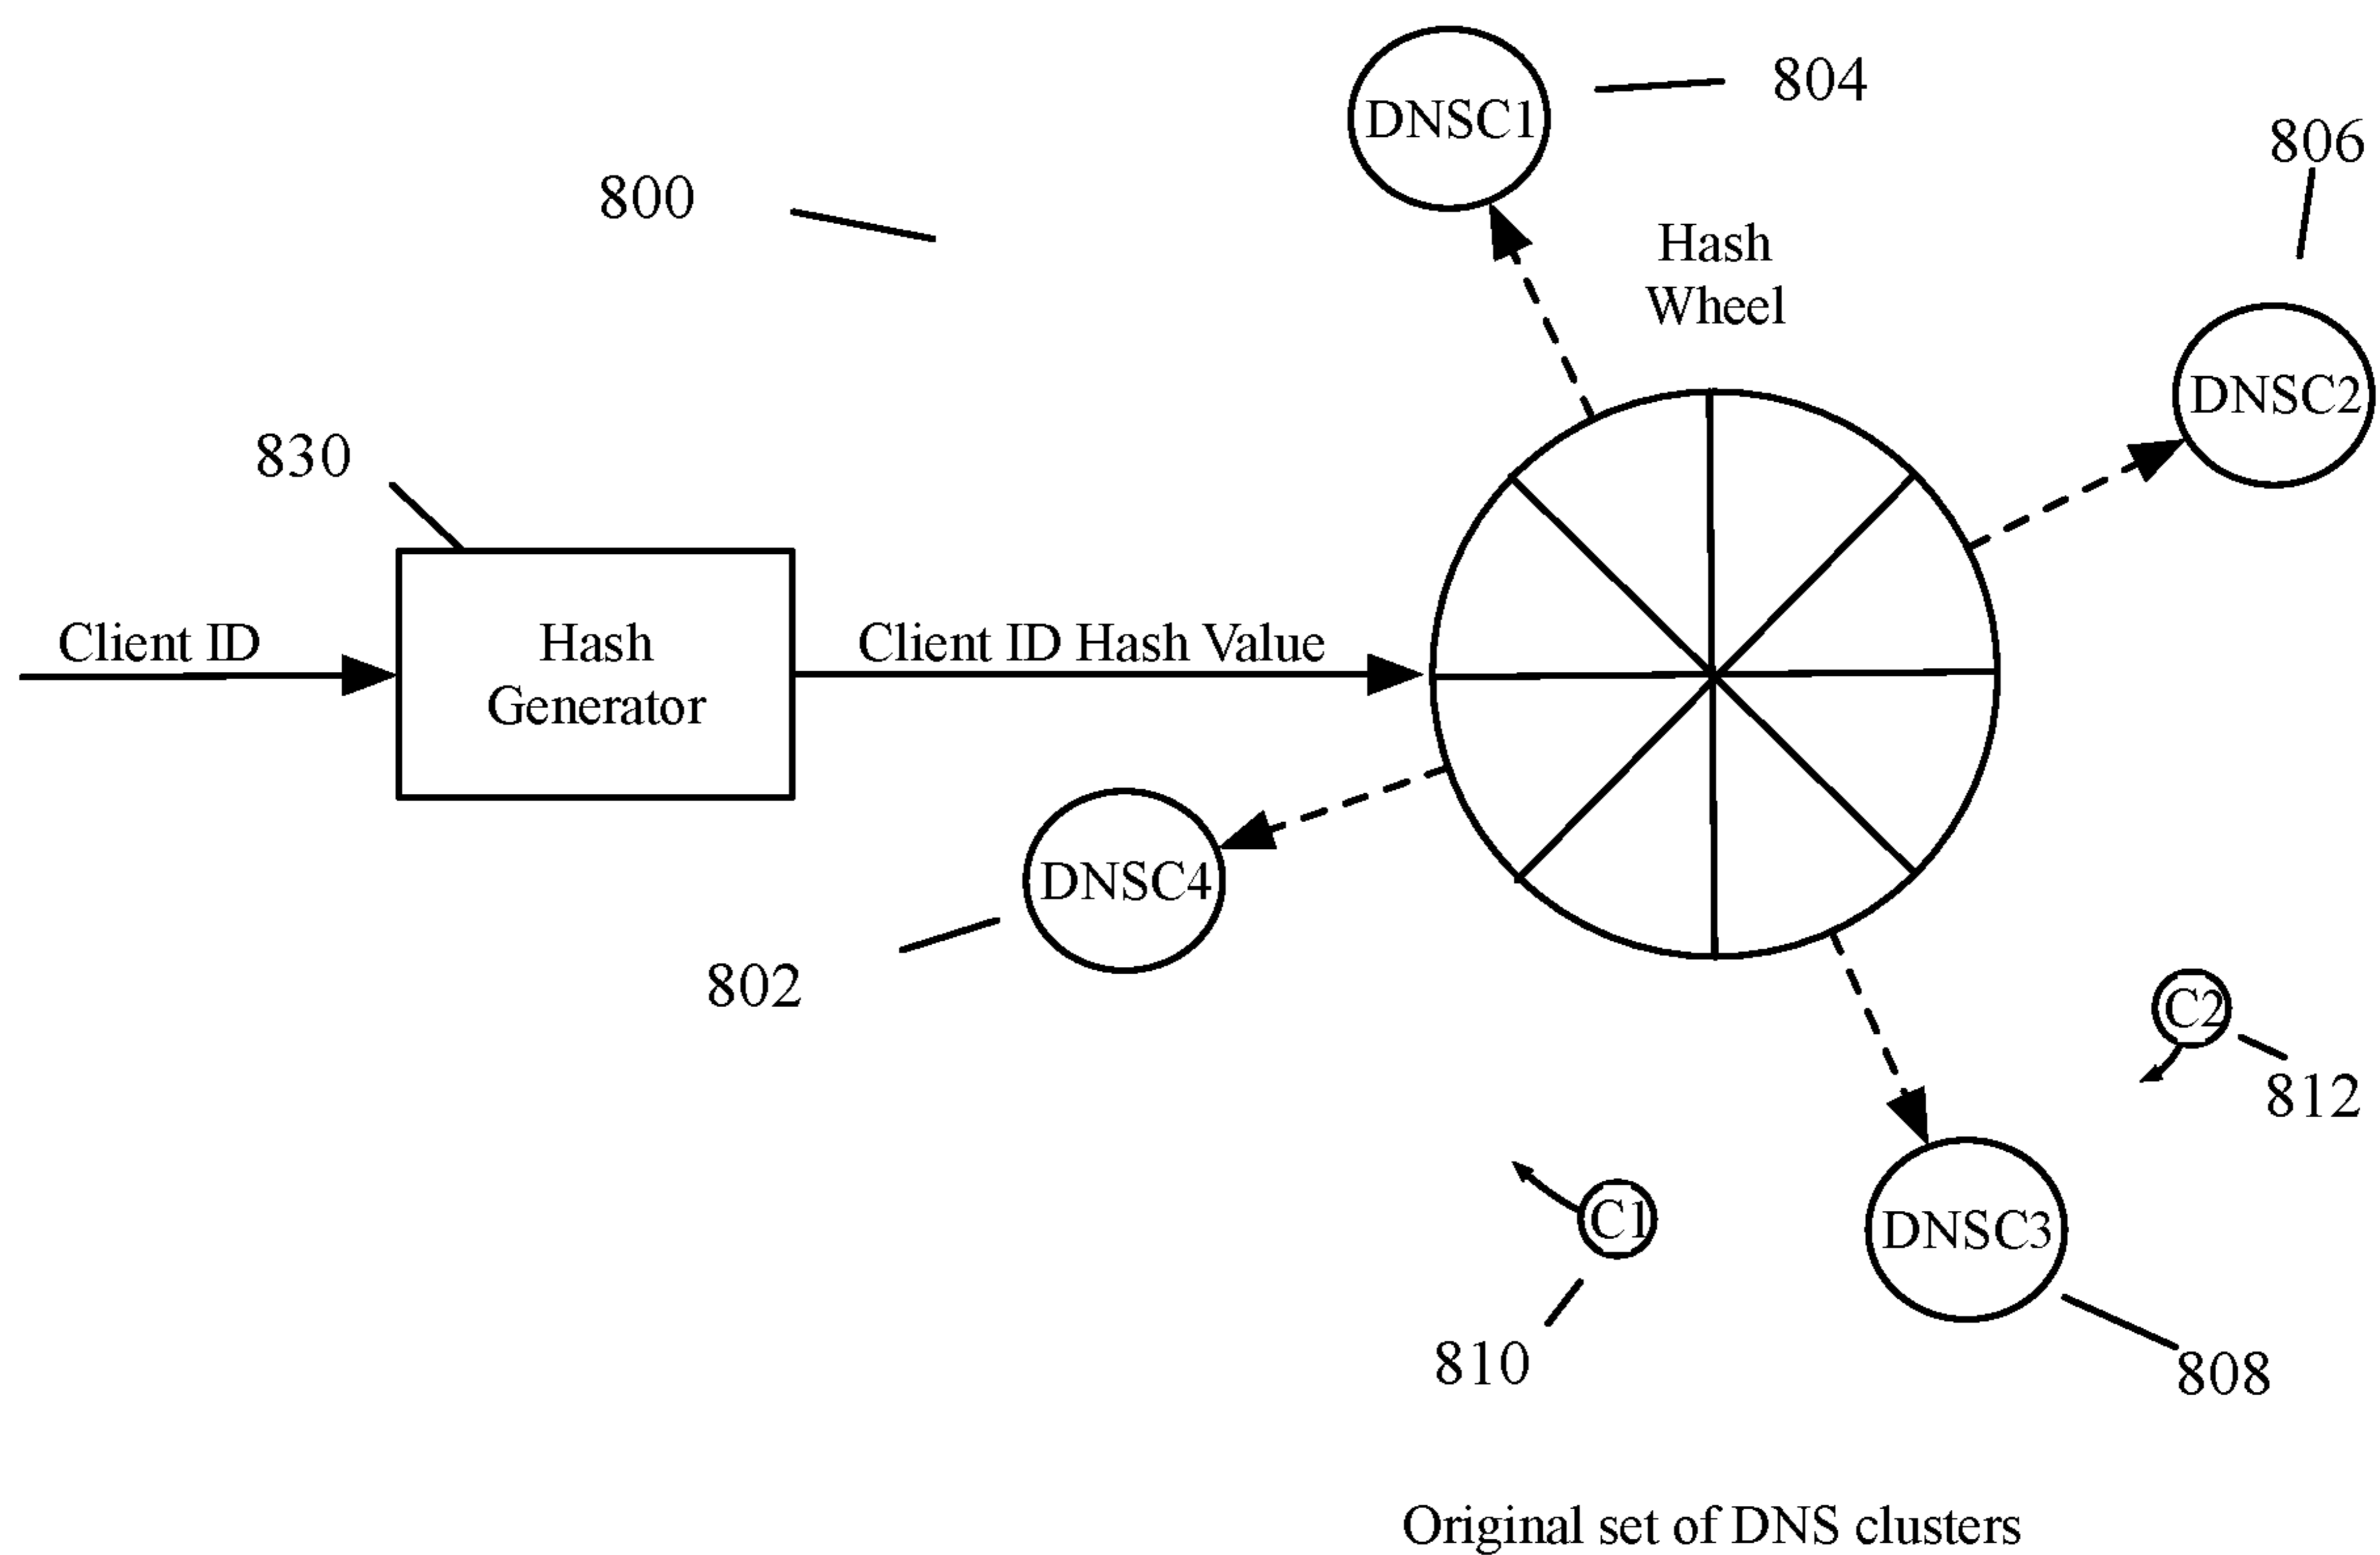 DNSC1
804
806
800
Hash
Wheel
DNSC2
830
Client ID
Hash
Generator
Client ID Hash Value
DNSC4
802
C2
812
C1
DNSC3
810
808
Original set of DNS clusters